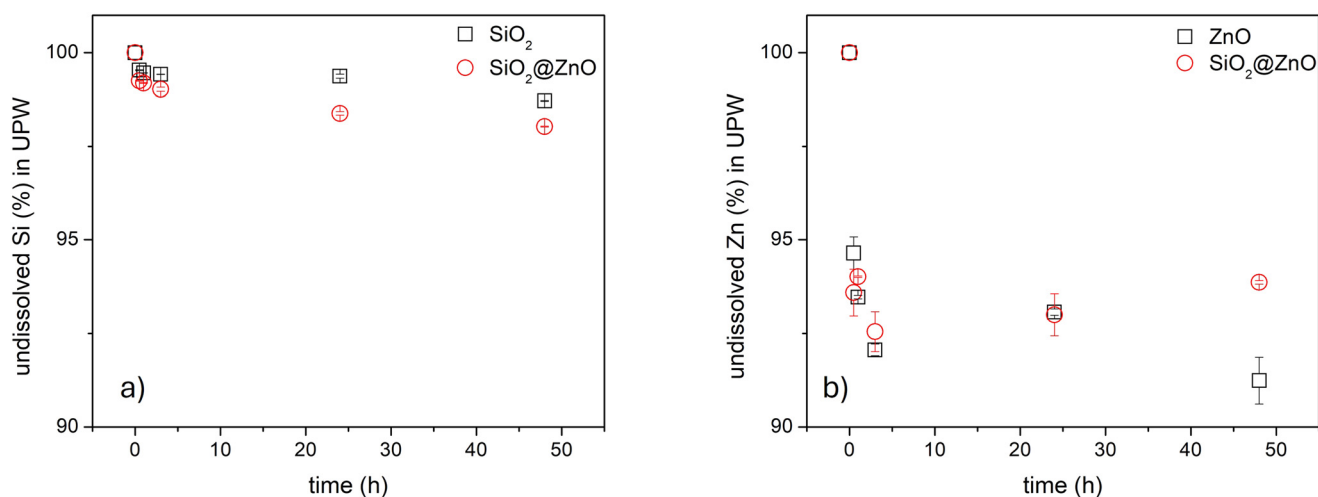 undissolved Si (%) in UPW
100
95
90
SiO₂
SiO₂@ZnO
a)
0 10 20 30 40 50
time (h)
undissolved Zn (%) in UPW
100
95
90
ZnO
SiO₂@ZnO
b)
0 10 20 30 40 50
time (h)